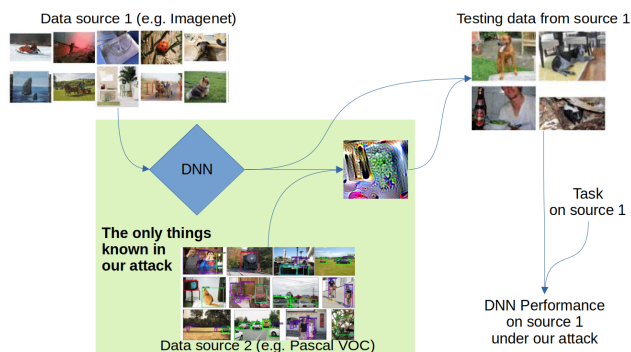 Data source 1 (e.g. Imagenet)
Testing data from source 1
DNN
The only things
known in
our attack
Data source 2 (e.g. Pascal VOC)
Task
on source 1
DNN Performance
on source 1
under our attack